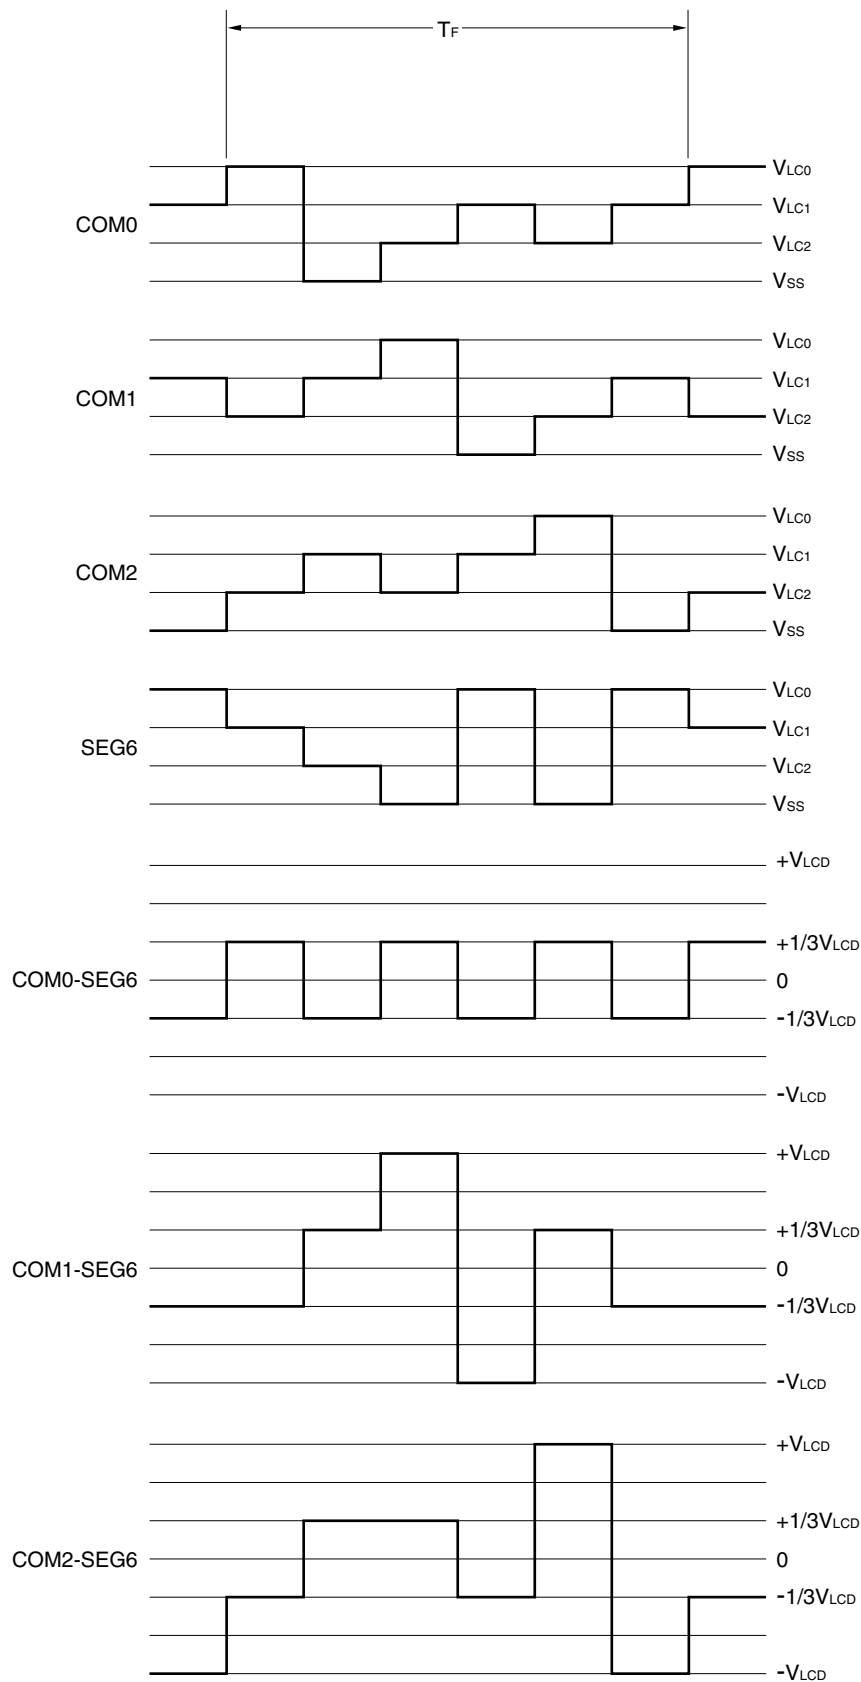 TF
VLC0
VLC1
COM0
VLC2
VSS
VLC0
VLC1
COM1
VLC2
VSS
VLC0
VLC1
COM2
VLC2
VSS
VLC0
VLC1
SEG6
VLC2
VSS
+VLCD
+1/3VLCD
COM0-SEG6
0
-1/3VLCD
-VLCD
+VLCD
+1/3VLCD
COM1-SEG6
0
-1/3VLCD
-VLCD
+VLCD
+1/3VLCD
COM2-SEG6
0
-1/3VLCD
-VLCD